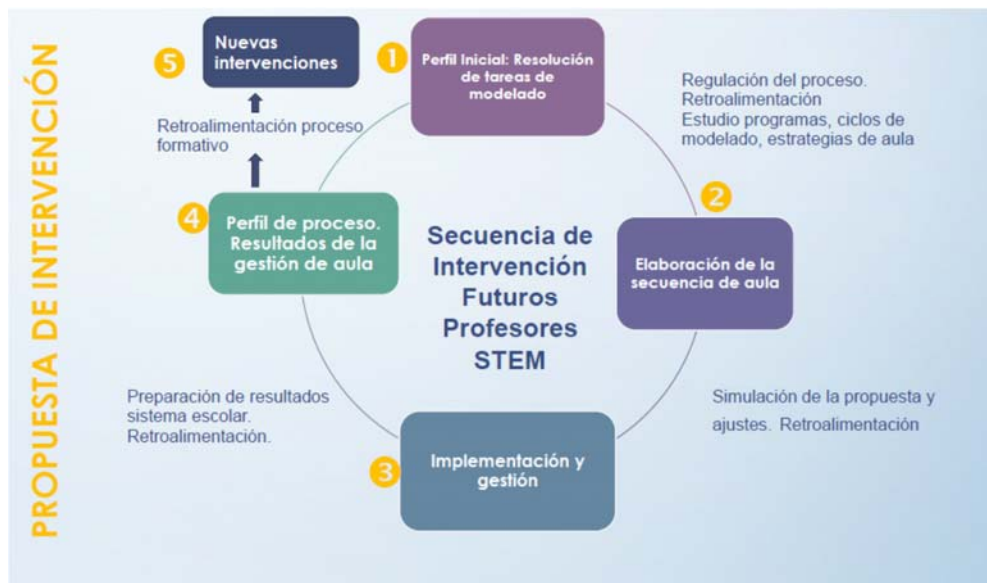 PROPUESTA DE INTERVENCIÓN
1
Perfil Inicial: Resolución
de tareas de
modelado
Regulación del proceso.
Retroalimentación
Estudio programas, ciclos de
modelado, estrategias de aula
2
Elaboración de la
secuencia de aula
Simulación de la propuesta y
ajustes. Retroalimentación
3
Implementación y
gestión
Preparación de resultados
sistema escolar.
Retroalimentación.
4
Perfil de proceso.
Resultados de la
gestión de aula
Retroalimentación proceso
formativo
5
Nuevas
intervenciones
Secuencia de
Intervención
Futuros
Profesores
STEM